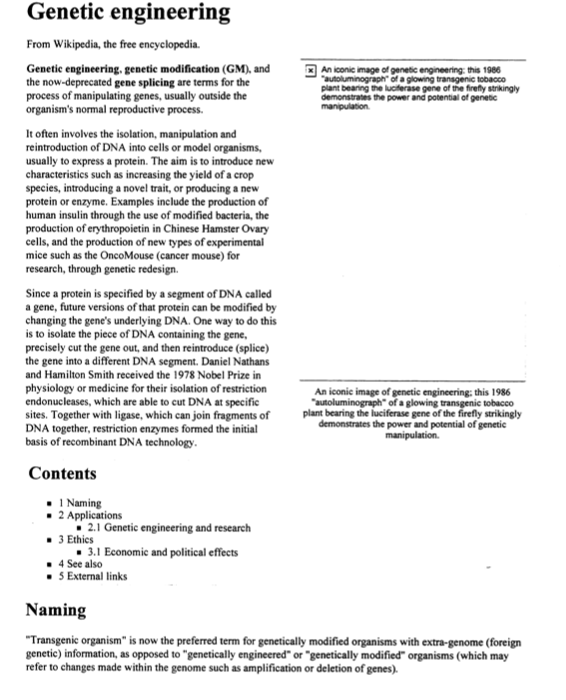 Genetic engineering
From Wikipedia, the free encyclopedia.
Genetic engineering, genetic modification (GM), and
the now-deprecated gene splicing are terms for the
process of manipulating genes, usually outside the
organism's normal reproductive process.
It often involves the isolation, manipulation and
reintroduction of DNA into cells or model organisms,
usually to express a protein. The aim is to introduce new
characteristics such as increasing the yield of a crop
species, introducing a novel trait, or producing a new
protein or enzyme. Examples include the production of
human insulin through the use of modified bacteria, the
production of erythropoietin in Chinese Hamster Ovary
cells, and the production of new types of experimental
mice such as the OncoMouse (cancer mouse) for
research, through genetic redesign.
Since a protein is specified by a segment of DNA called
a gene, future versions of that protein can be modified by
changing the gene's underlying DNA. One way to do this
is to isolate the piece of DNA containing the gene,
precisely cut the gene out, and then reintroduce (splice)
the gene into a different DNA segment. Daniel Nathans
and Hamilton Smith received the 1978 Nobel Prize in
physiology or medicine for their isolation of restriction
endonucleases, which are able to cut DNA at specific
sites. Together with ligase, which can join fragments of
DNA together, restriction enzymes formed the initial
basis of recombinant DNA technology.
An iconic image of genetic engineering; this 1986
"autoluminograph" of a glowing transgenic tobacco
plant bearing the luciferase gene of the firefly strikingly
demonstrates the power and potential of genetic
manipulation.
An iconic image of genetic engineering; this 1986
"autoluminograph" of a glowing transgenic tobacco
plant bearing the luciferase gene of the firefly strikingly
demonstrates the power and potential of genetic
manipulation.
Contents
▪ 1 Naming
▪ 2 Applications
▪ 2.1 Genetic engineering and research
▪ 3 Ethics
▪ 3.1 Economic and political effects
▪ 4 See also
▪ 5 External links
Naming
"Transgenic organism" is now the preferred term for genetically modified organisms with extra-genome (foreign
genetic) information, as opposed to "genetically engineered" or "genetically modified" organisms (which may
refer to changes made within the genome such as amplification or deletion of genes).